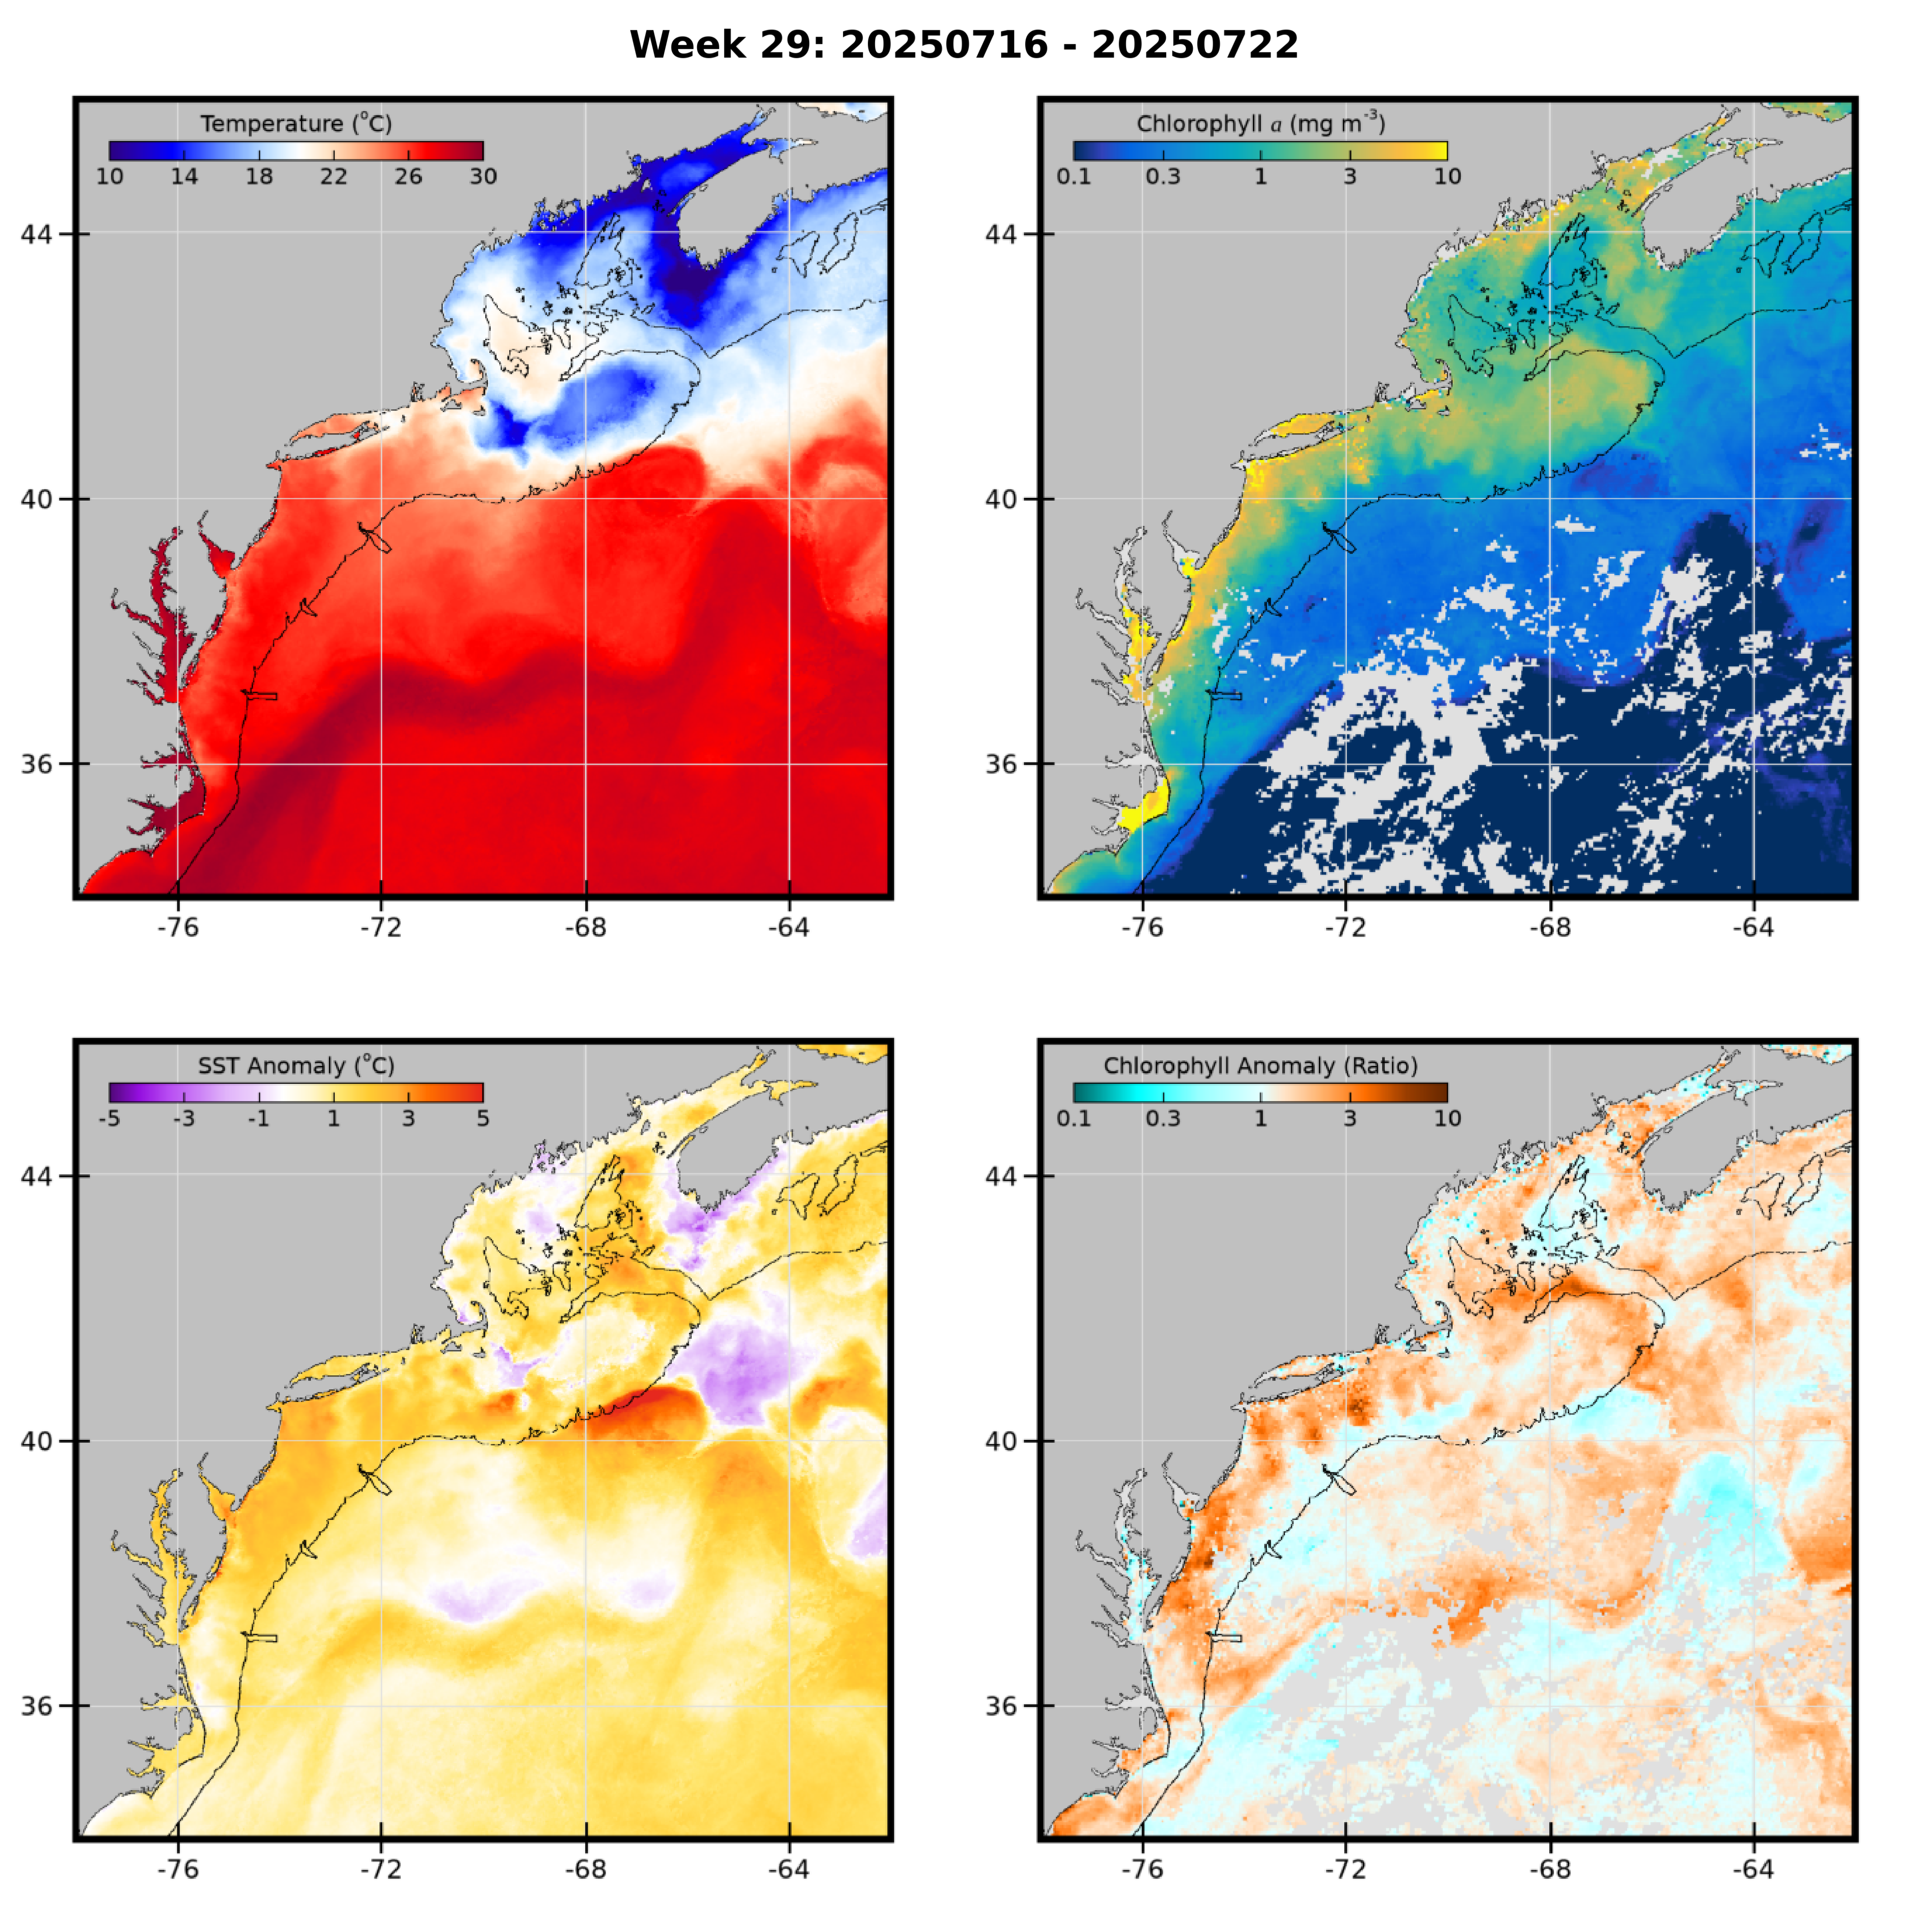 Week 29: 20250716 - 20250722
Temperature (°C)
10 14 18 22 26 30
44
40
36
-76 -72 -68 -64
Chlorophyll a (mg m⁻³)
0.1 0.3 1 3 10
44
40
36
-76 -72 -68 -64
SST Anomaly (°C)
-5 -3 -1 1 3 5
44
40
36
-76 -72 -68 -64
Chlorophyll Anomaly (Ratio)
0.1 0.3 1 3 10
44
40
36
-76 -72 -68 -64